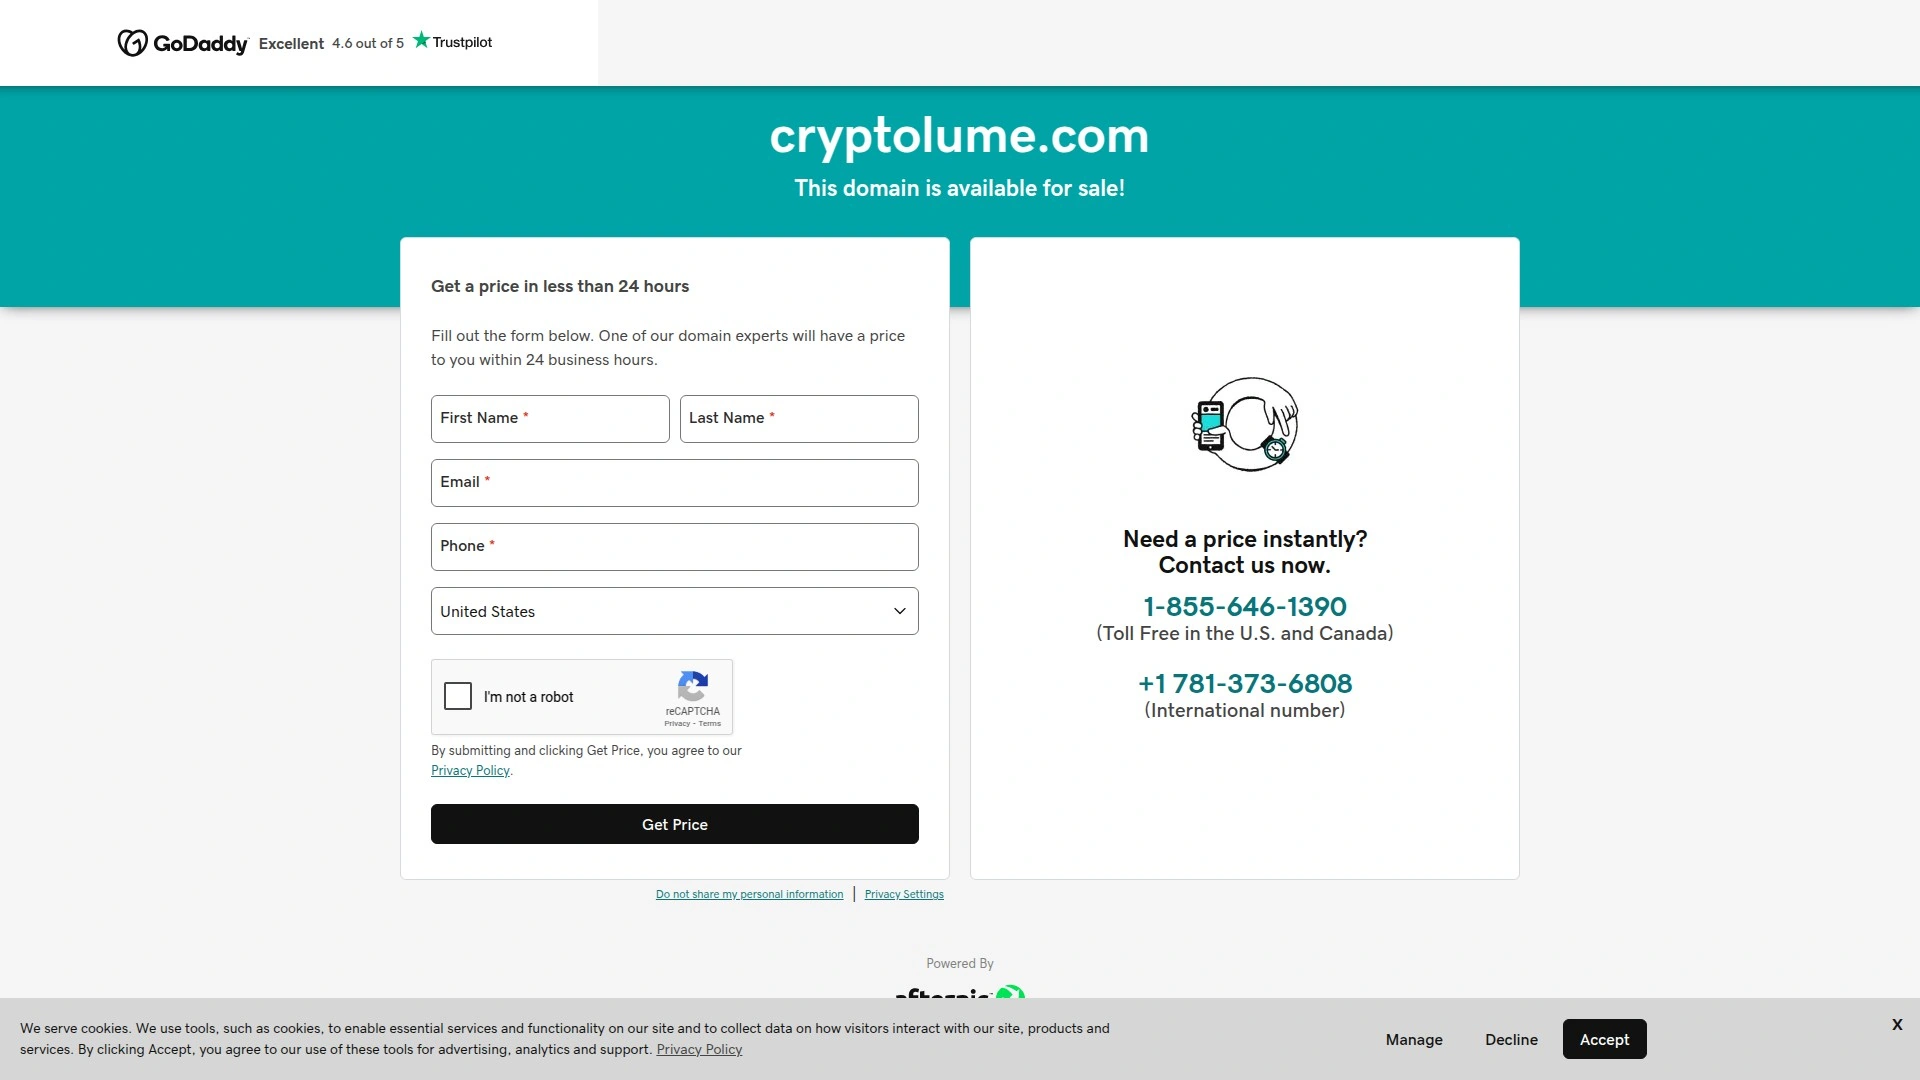 GoDaddy Excellent 4.6 out of 5 Trustpilot
cryptolume.com
This domain is available for sale!
Get a price in less than 24 hours
Fill out the form below. One of our domain experts will have a price
to you within 24 business hours.
First Name *
Last Name *
Email *
Phone *
United States
I'm not a robot
reCAPTCHA
Privacy - Terms
By submitting and clicking Get Price, you agree to our
Privacy Policy.
Get Price
Need a price instantly?
Contact us now.
1-855-646-1390
(Toll Free in the U.S. and Canada)
+1 781-373-6808
(International number)
Do not share my personal information | Privacy Settings
Powered By
We serve cookies. We use tools, such as cookies, to enable essential services and functionality on our site and to collect data on how visitors interact with our site, products and
services. By clicking Accept, you agree to our use of these tools for advertising, analytics and support. Privacy Policy
Manage
Decline
Accept
X